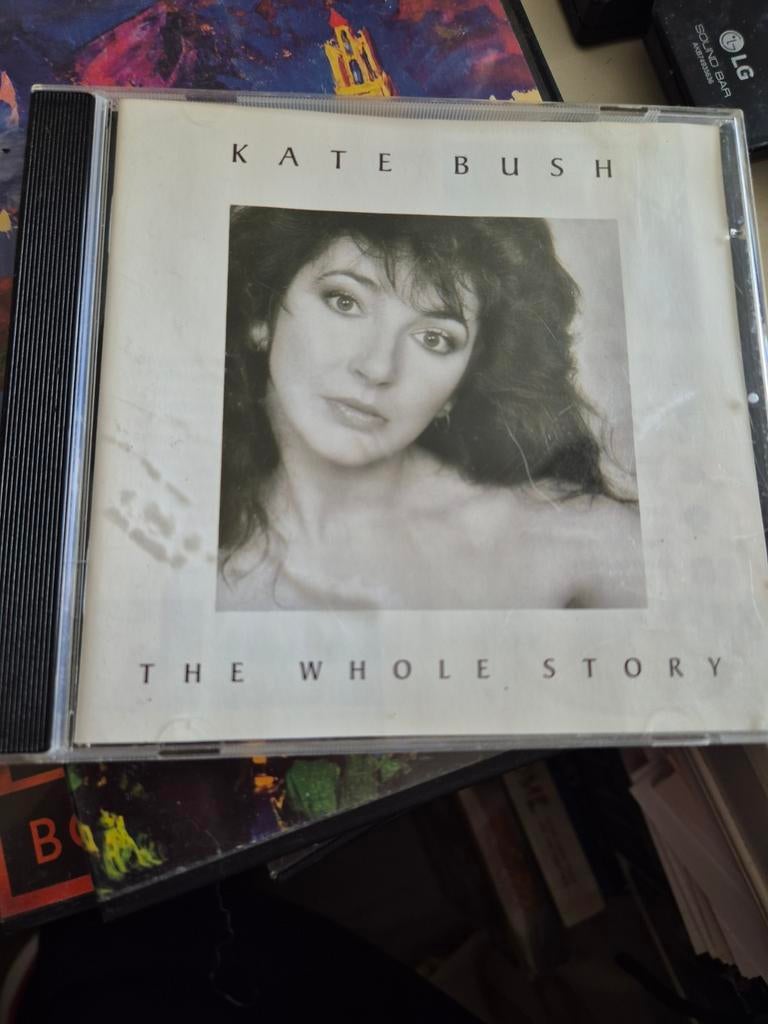 LG
SOUND BAR
KATE BUSH
THE WHOLE STORY